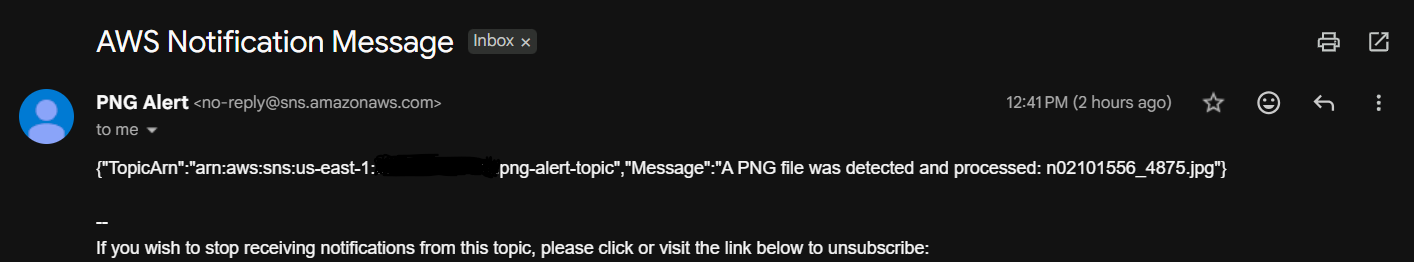 AWS Notification Message Inbox ×
PNG Alert <no-reply@sns.amazonaws.com> 12:41 PM (2 hours ago)
to me
{"TopicArn":"arn:aws:sns:us-east-1: png-alert-topic","Message":"A PNG file was detected and processed: n02101556_4875.jpg"}
--
If you wish to stop receiving notifications from this topic, please click or visit the link below to unsubscribe: